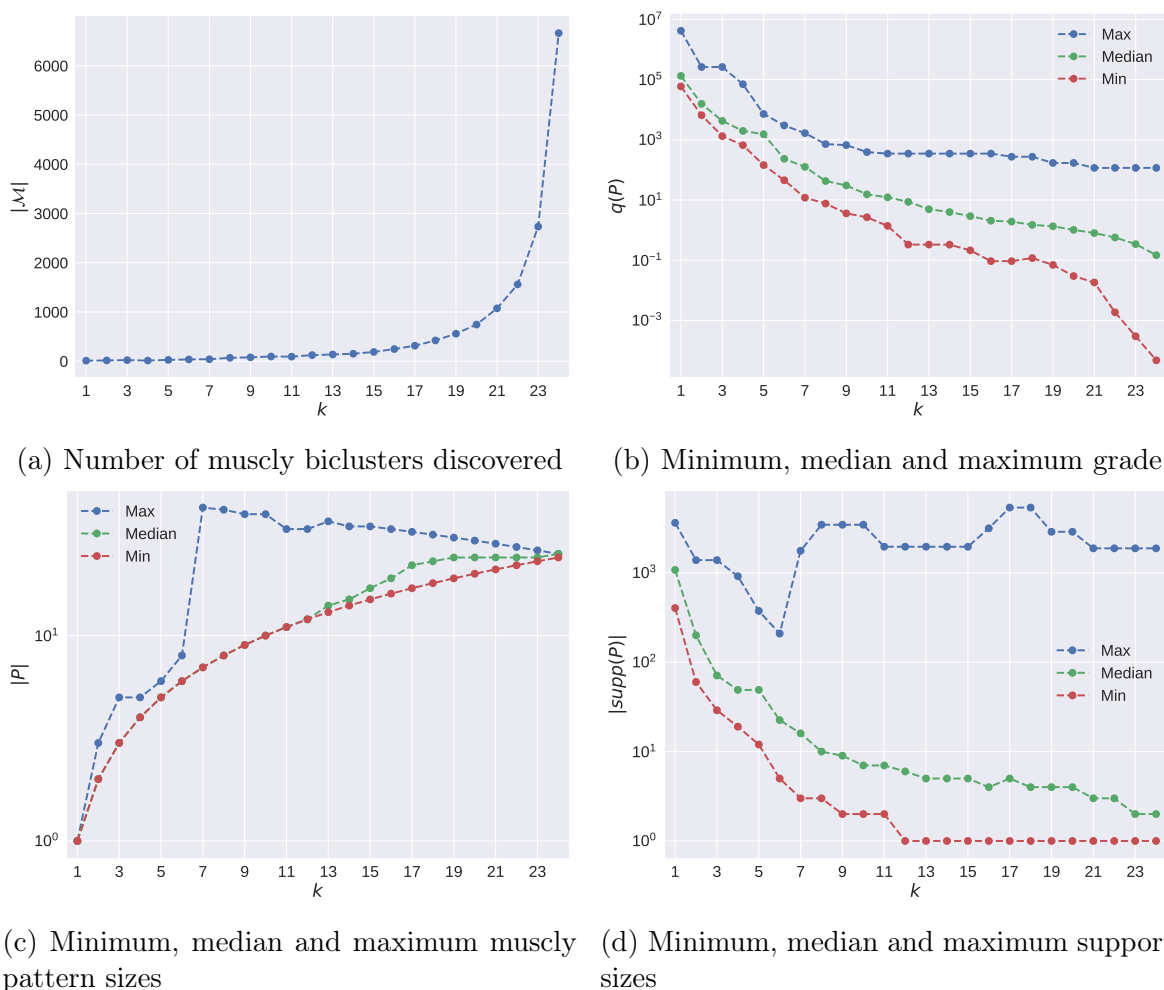 6000
5000
4000
3000
2000
1000
0
|M|
1 3 5 7 9 11 13 15 17 19 21 23
k
(a) Number of muscly biclusters discovered
10^7
10^5
10^3
10^1
10^−1
10^−3
q(P)
Max
Median
Min
1 3 5 7 9 11 13 15 17 19 21 23
k
(b) Minimum, median and maximum grade
Max
Median
Min
10^1
10^0
|P|
1 3 5 7 9 11 13 15 17 19 21 23
k
(c) Minimum, median and maximum muscly
pattern sizes
10^3
10^2
10^1
10^0
|supp(P)|
Max
Median
Min
1 3 5 7 9 11 13 15 17 19 21 23
k
(d) Minimum, median and maximum suppor
sizes